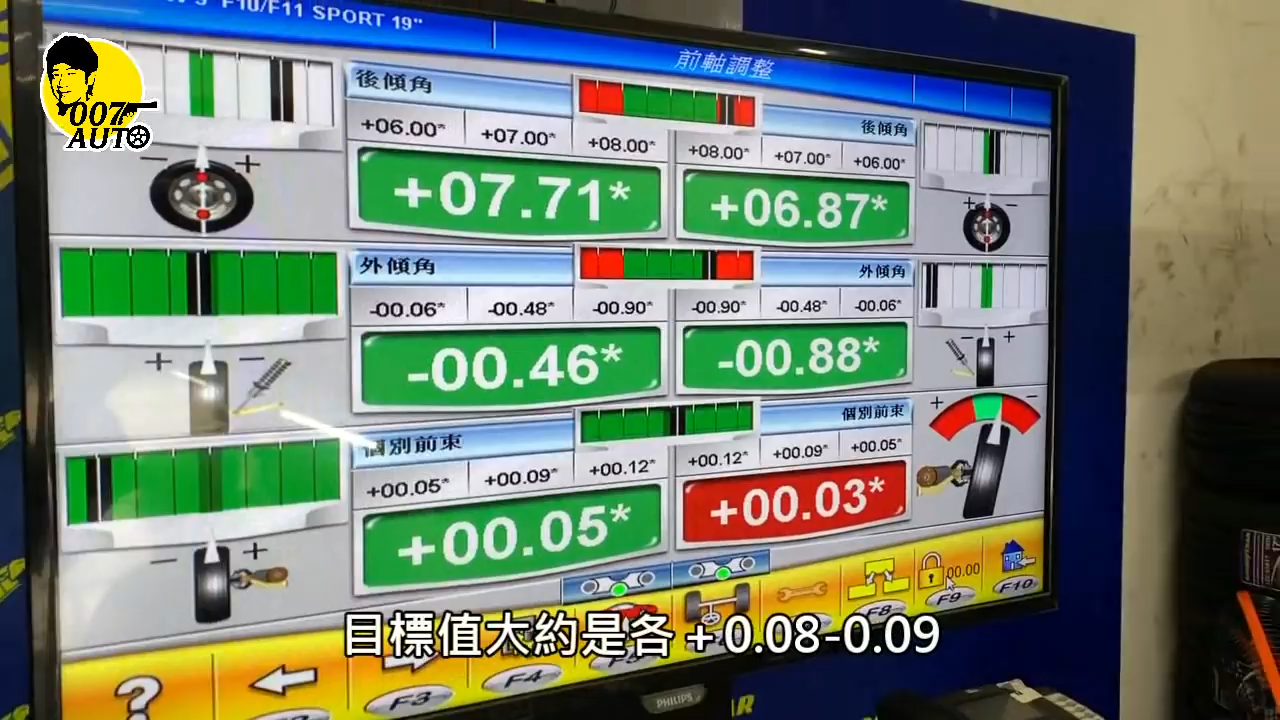 F10/F11 SPORT 19"
前軸調整
007
AUTO
後傾角
後傾角
+06.00* +07.00* +08.00* +08.00* +07.00* +06.00*
+07.71* +06.87*
外傾角
外傾角
-00.06* -00.48* -00.90* -00.90* -00.48* -00.06*
-00.46* -00.88*
個別前束
個別前束
+00.05* +00.09* +00.12* +00.12* +00.09* +00.05*
+00.05* +00.03*
00.00
目標值大約是各 + 0.08-0.09
? F3 F4 F8 F9 F10
PHILIPS